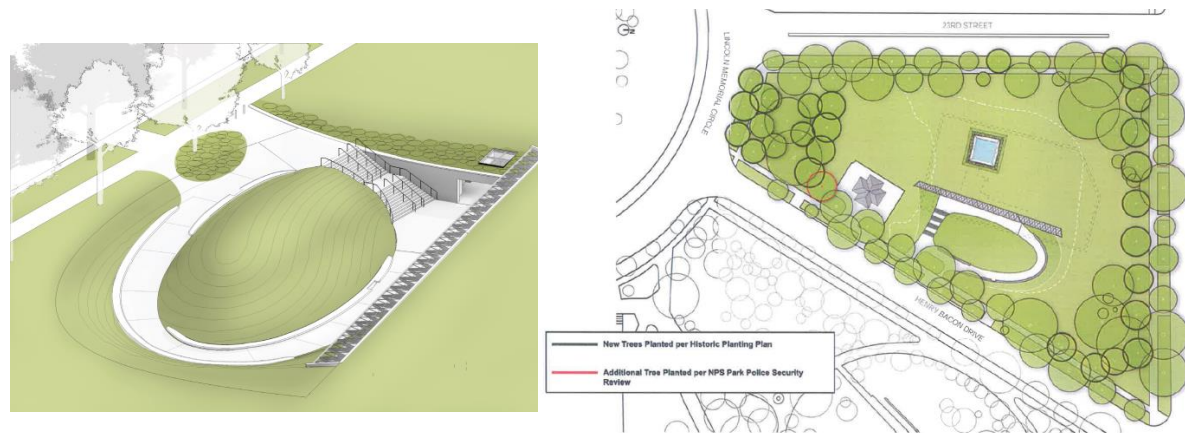 23RD STREET
LINCOLN MEMORIAL CIRCLE
HENRY BACON DRIVE
New Trees Planted per Historic Planting Plan
Additional Tree Planted per NPS Park Police Security
Review